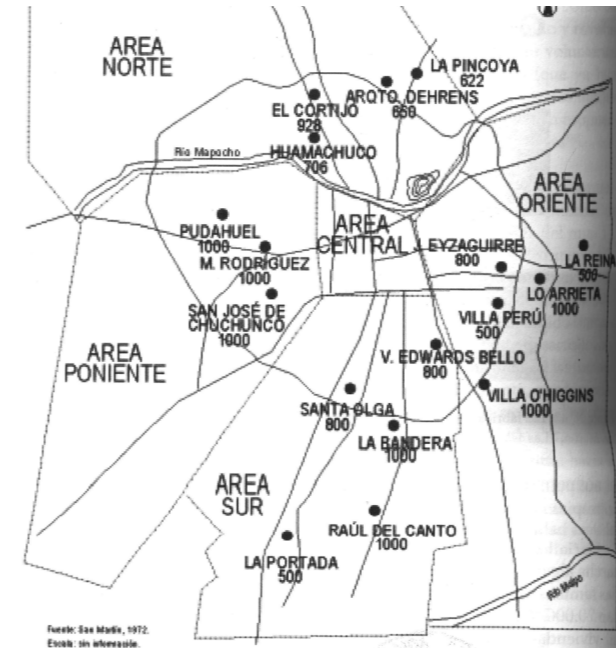 AREA
NORTE
LA PINCOYA
622
ARQTO. DEHRENS
650
EL CORTIJO
928
HUAMACHUCO
706
Río Mapocho
AREA
ORIENTE
AREA
CENTRAL
PUDAHUEL
1000
M. RODRÍGUEZ
1000
LEYZAGUIRRE
800
LA REINA
500
LO ARRIETA
1000
SAN JOSÉ DE
CHUCHUNCO
1000
VILLA PERÚ
500
AREA
PONIENTE
V. EDWARDS BELLO
800
VILLA O'HIGGINS
1000
SANTA OLGA
800
LA BANDERA
1000
AREA
SUR
RAÚL DEL CANTO
1000
LA PORTADA
500
Río Maipo
Fuente: San Martín, 1972.
Escala: sin información.